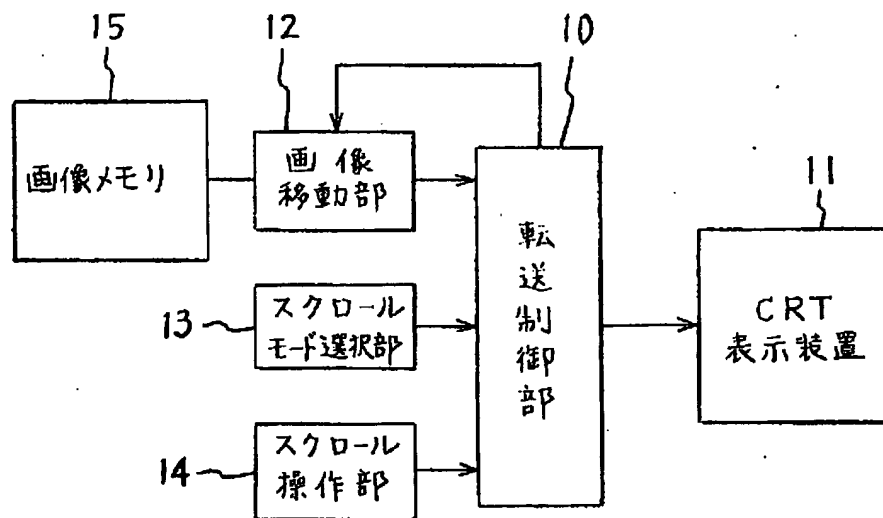 15
12
10
画像メモリ
画像
移動部
11
転送制御部
13
スクロール
モード選択部
CRT
表示装置
14
スクロール
操作部